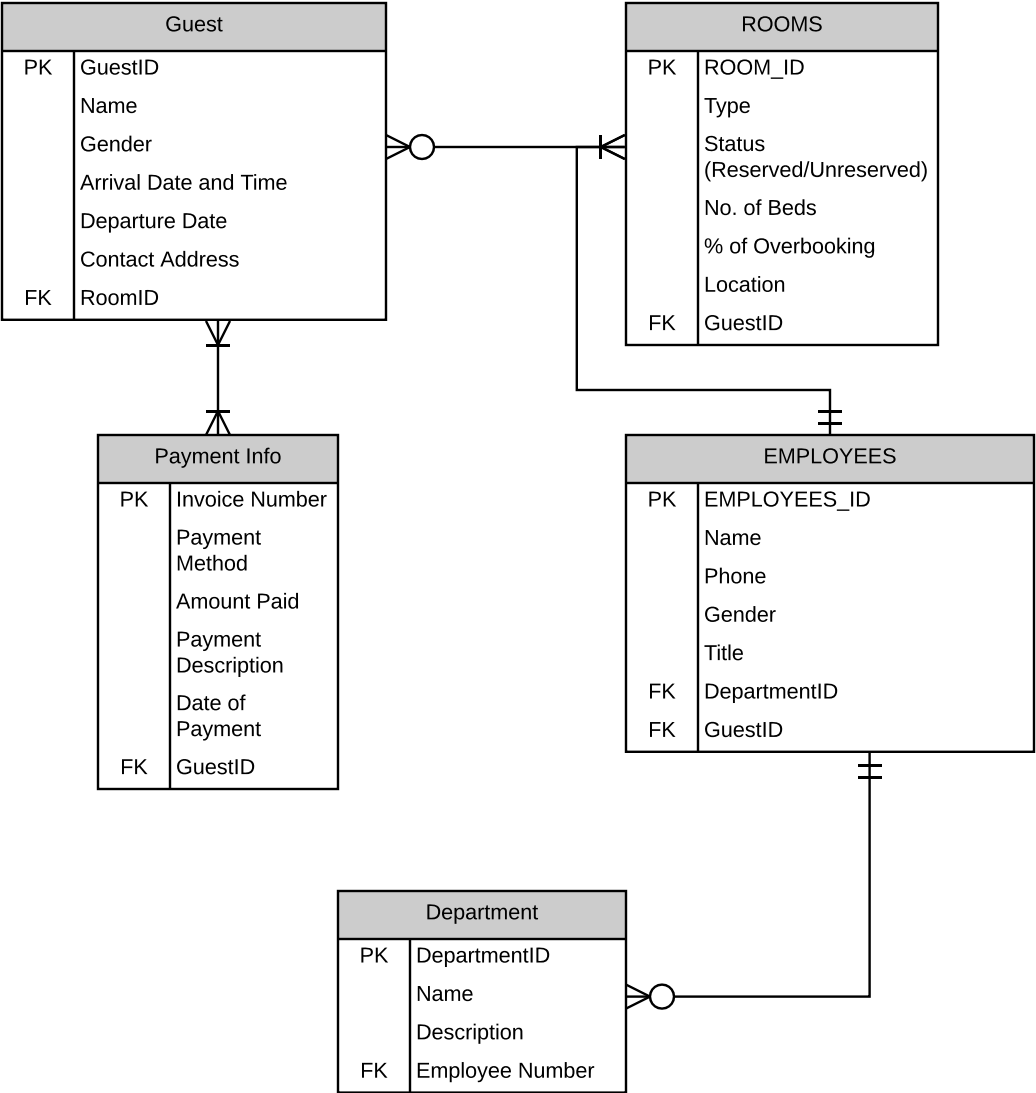 Guest
PK GuestID
Name
Gender
Arrival Date and Time
Departure Date
Contact Address
FK RoomID
ROOMS
PK ROOM_ID
Type
Status
(Reserved/Unreserved)
No. of Beds
% of Overbooking
Location
FK GuestID
Payment Info
PK Invoice Number
Payment
Method
Amount Paid
Payment
Description
Date of
Payment
FK GuestID
EMPLOYEES
PK EMPLOYEES_ID
Name
Phone
Gender
Title
FK DepartmentID
FK GuestID
Department
PK DepartmentID
Name
Description
FK Employee Number